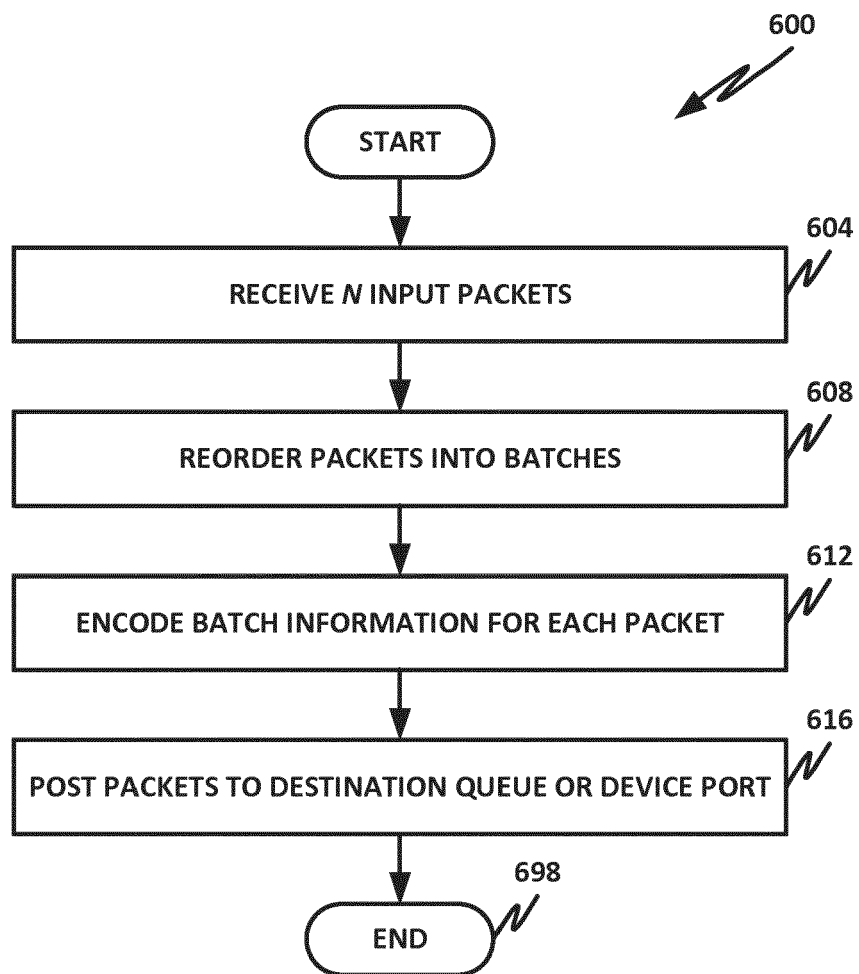 600
START
604
RECEIVE N INPUT PACKETS
608
REORDER PACKETS INTO BATCHES
612
ENCODE BATCH INFORMATION FOR EACH PACKET
616
POST PACKETS TO DESTINATION QUEUE OR DEVICE PORT
698
END